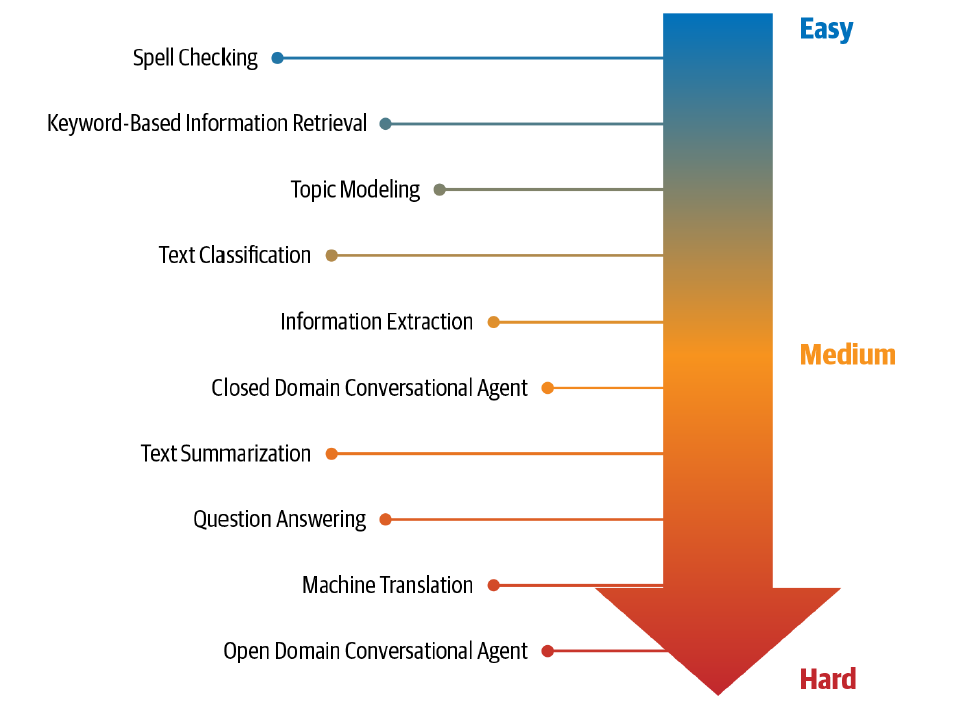 Easy
Spell Checking
Keyword-Based Information Retrieval
Topic Modeling
Text Classification
Information Extraction
Medium
Closed Domain Conversational Agent
Text Summarization
Question Answering
Machine Translation
Open Domain Conversational Agent
Hard